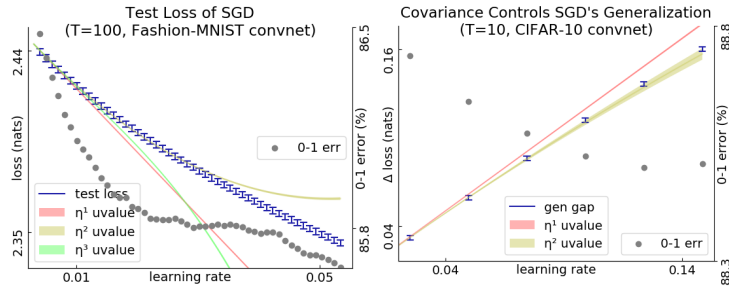 Test Loss of SGD
(T=100, Fashion-MNIST convnet)
2.44
2.35
loss (nats)
86.5
85.8
0-1 error (%)
0-1 err
test loss
η¹ uvalue
η² uvalue
η³ uvalue
0.01
learning rate
0.05
Covariance Controls SGD's Generalization
(T=10, CIFAR-10 convnet)
0.16
0.04
Δ loss (nats)
88.8
88.3
0-1 error (%)
gen gap
η¹ uvalue
η² uvalue
0-1 err
0.04
learning rate
0.14